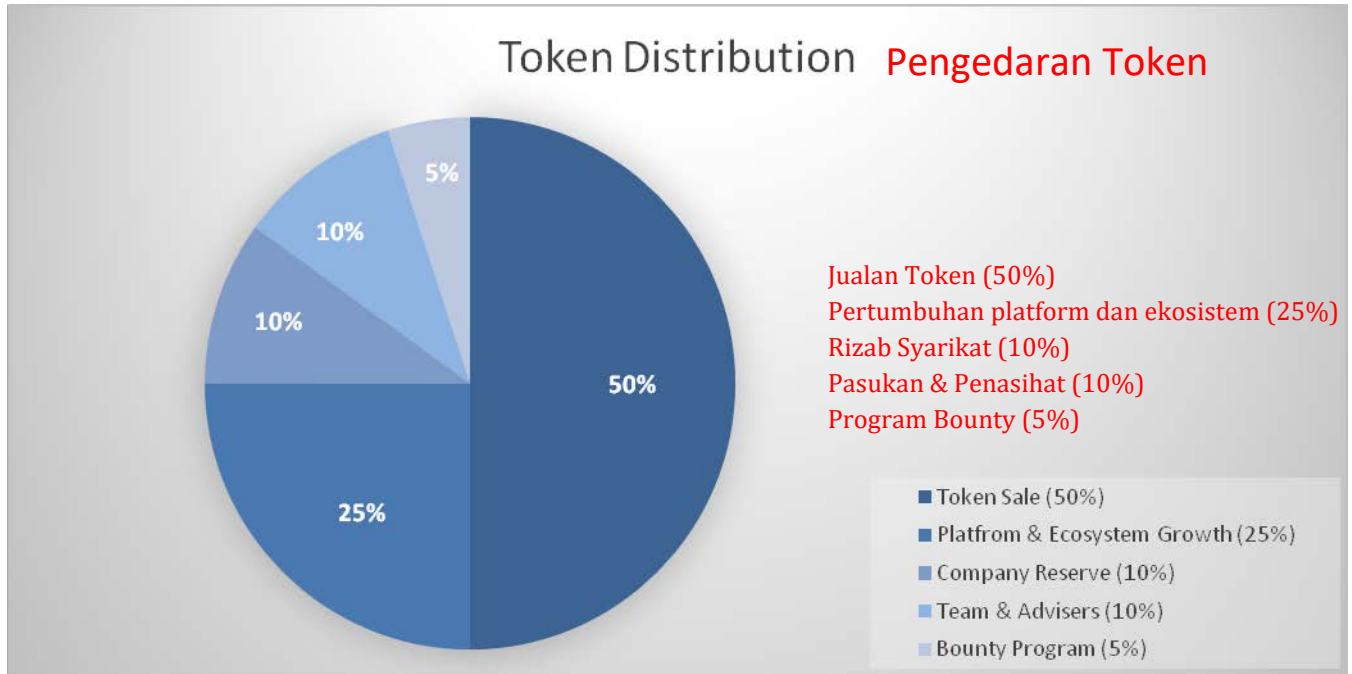 Token Distribution Pengedaran Token
5%
10%
10%
50%
25%
Jualan Token (50%)
Pertumbuhan platform dan ekosistem (25%)
Rizab Syarikat (10%)
Pasukan & Penasihat (10%)
Program Bounty (5%)
Token Sale (50%)
Platfrom & Ecosystem Growth (25%)
Company Reserve (10%)
Team & Advisers (10%)
Bounty Program (5%)